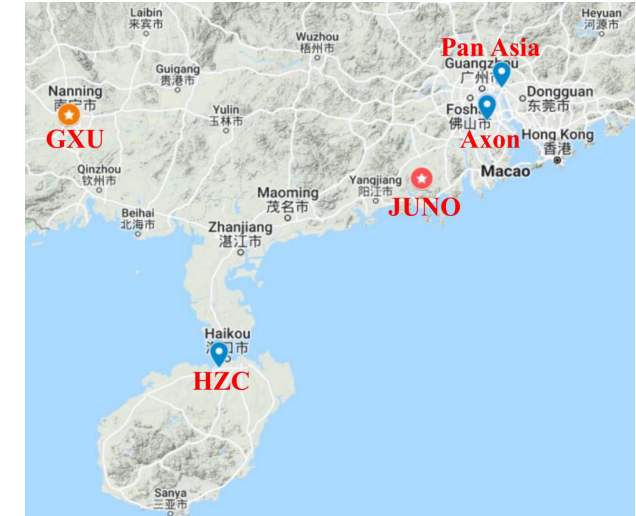 Laibin
来宾市
Heyuan
河源市
Wuzhou
梧州市
Pan Asia
Guangzhou
广州市
Guigang
贵港市
Nanning
南宁市
Dongguan
东莞市
Yulin
玉林市
Fosh
佛山市
GXU
Axon
Hong Kong
香港
Qinzhou
钦州市
Macao
Yangjiang
阳江市
Maoming
茂名市
JUNO
Beihai
北海市
Zhanjiang
湛江市
Haikou
口市
HZC
Sanya
三亚市